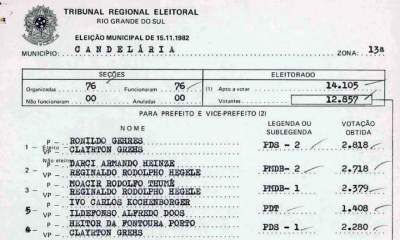 TRIBUNAL REGIONAL ELEITORAL
RIO GRANDE DO SUL
ELEIÇÃO MUNICIPAL DE 15.11.1982
MUNICÍPIO: CANDELÁRIA ZONA: 13a
SEÇÕES ELEITORADO
Organizadas 76 Funcionaram 76 (1) Apto a votar 14.105
Não funcionaram 00 Anuladas 00 Votantes 12.857
PARA PREFEITO E VICE-PREFEITO (2)
NOME LEGENDA OU SUBLEGENDA VOTAÇÃO OBTIDA
1 - P - RONILDO GEHRES
Eleito VP - CLAYRTON GREHS PDS - 2 2.818
Não eleitos
2 - P - DARCI ARMANDO HEINZE
VP - REGINALDO RODOLPHO HEGELE PMDB- 2 2.718
3 - P - MOACIR RODOLFO THUMÉ
VP - REGINALDO RODOLPHO HEGELE PMDB- 1 2.379
5 - P - IVO CARLOS KOCHENBORGER
VP - ILDEFONSO ALFREDO DOOS PDT 1.408
4 - P - HEITOR DA FONTOURA PORTO
VP - CLAYRTON GREHS PDS - 1 2.280